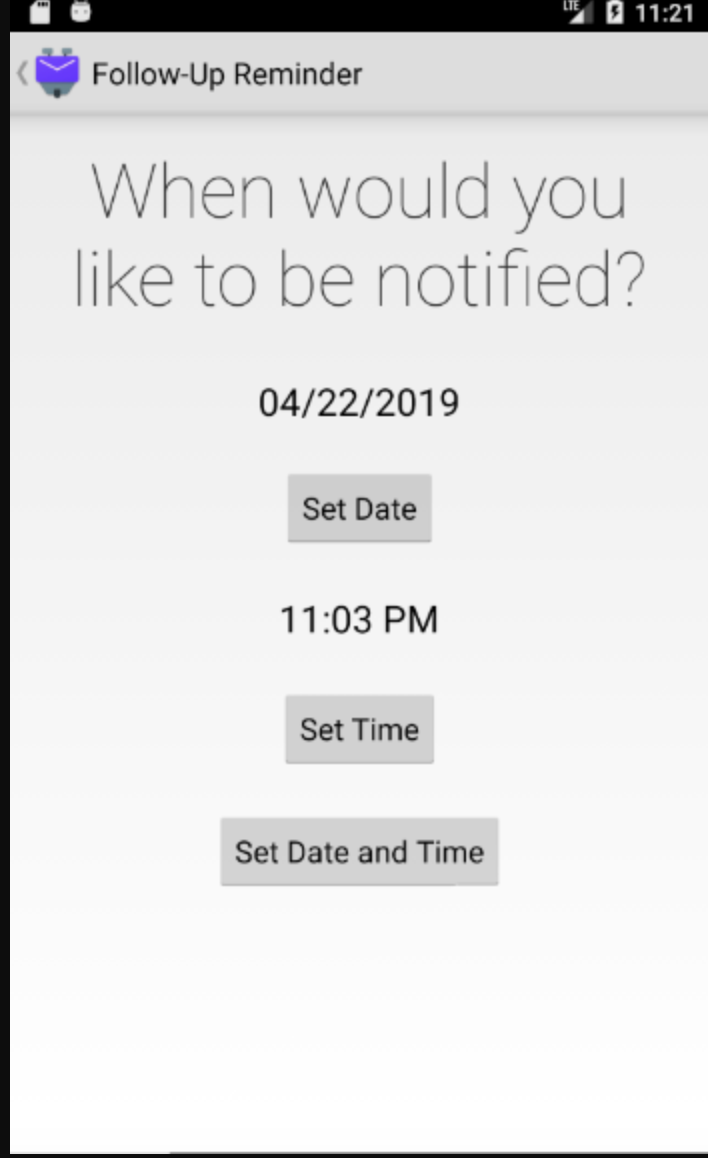 LTE 11:21
Follow-Up Reminder
When would you
like to be notified?
04/22/2019
Set Date
11:03 PM
Set Time
Set Date and Time